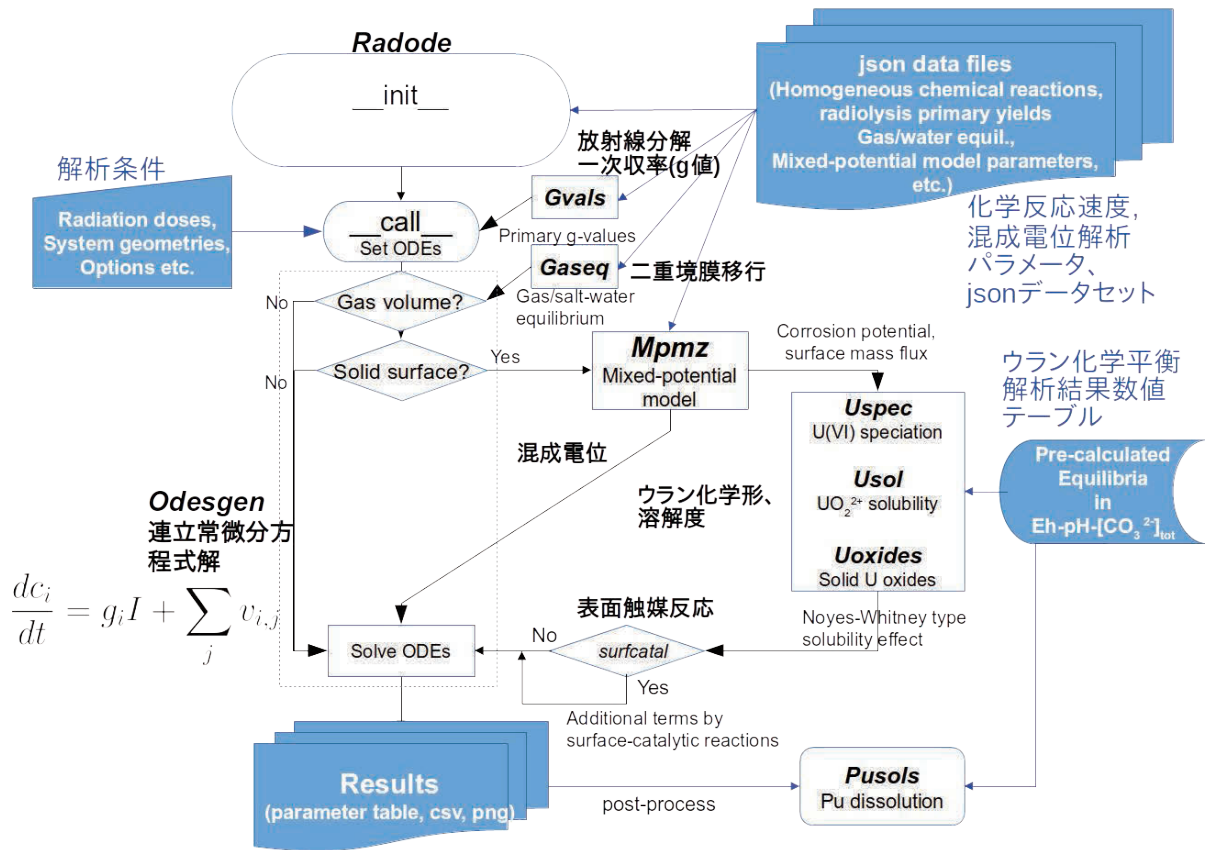 Radode
__init__
json data files
(Homogeneous chemical reactions,
radiolysis primary yields
Gas/water equil.,
Mixed-potential model parameters,
etc.)
化学反応速度,
混成電位解析
パラメータ、
jsonデータセット
放射線分解
一次収率(g値)
解析条件
Radiation doses,
System geometries,
Options etc.
__call__
Set ODEs
Gvals
Primary g-values
Gaseq
Gas/salt-water
equilibrium
二重境膜移行
No
Gas volume?
No
Solid surface?
Yes
Mpmz
Mixed-potential
model
Corrosion potential,
surface mass flux
ウラン化学平衡
解析結果数値
テーブル
Uspec
U(VI) speciation
Usol
UO₂²⁺ solubility
Uoxides
Solid U oxides
Pre-calculated
Equilibria
in
Eh-pH-[CO₃²⁻]tot
混成電位
ウラン化学形、
溶解度
Odesgen
連立常微分方
程式解
dc_i/dt = g_i I + ∑_j v_{i,j}
Noyes-Whitney type
solubility effect
表面触媒反応
Solve ODEs
No
surfcatal
Yes
Additional terms by
surface-catalytic reactions
Results
(parameter table, csv, png)
post-process
Pusols
Pu dissolution